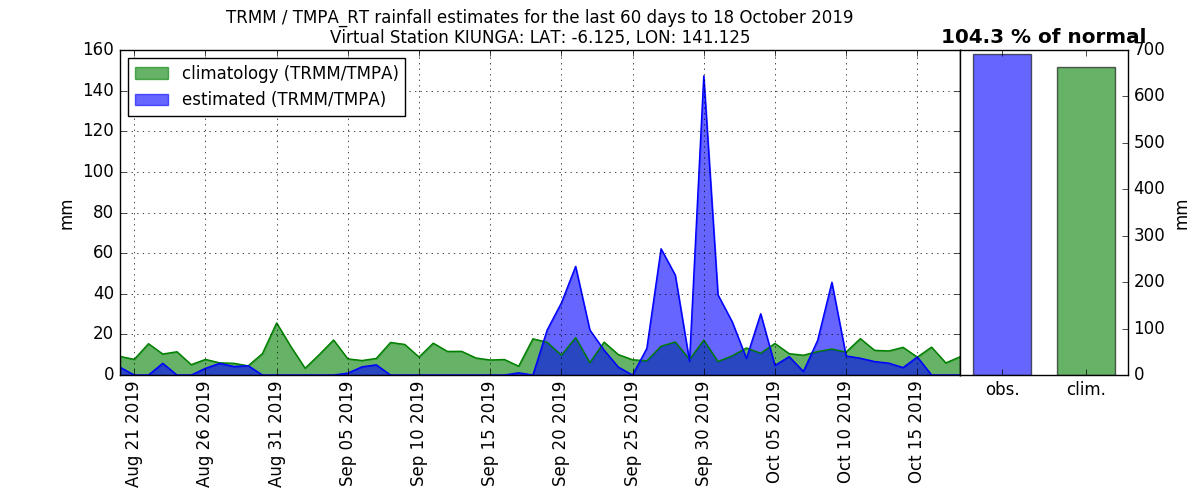 TRMM / TMPA_RT rainfall estimates for the last 60 days to 18 October 2019
Virtual Station KIUNGA: LAT: -6.125, LON: 141.125
104.3 % of normal
climatology (TRMM/TMPA)
estimated (TRMM/TMPA)
160
140
120
100
80
60
40
20
0
mm
Aug 21 2019
Aug 26 2019
Aug 31 2019
Sep 05 2019
Sep 10 2019
Sep 15 2019
Sep 20 2019
Sep 25 2019
Sep 30 2019
Oct 05 2019
Oct 10 2019
Oct 15 2019
700
600
500
400
300
200
100
0
mm
obs.
clim.